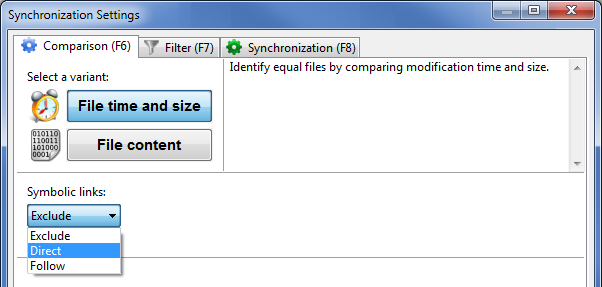 Synchronization Settings
Comparison (F6)
Filter (F7)
Synchronization (F8)
Select a variant:
Identify equal files by comparing modification time and size.
File time and size
010110
110011
101000
0001
File content
Symbolic links:
Exclude
Exclude
Direct
Follow